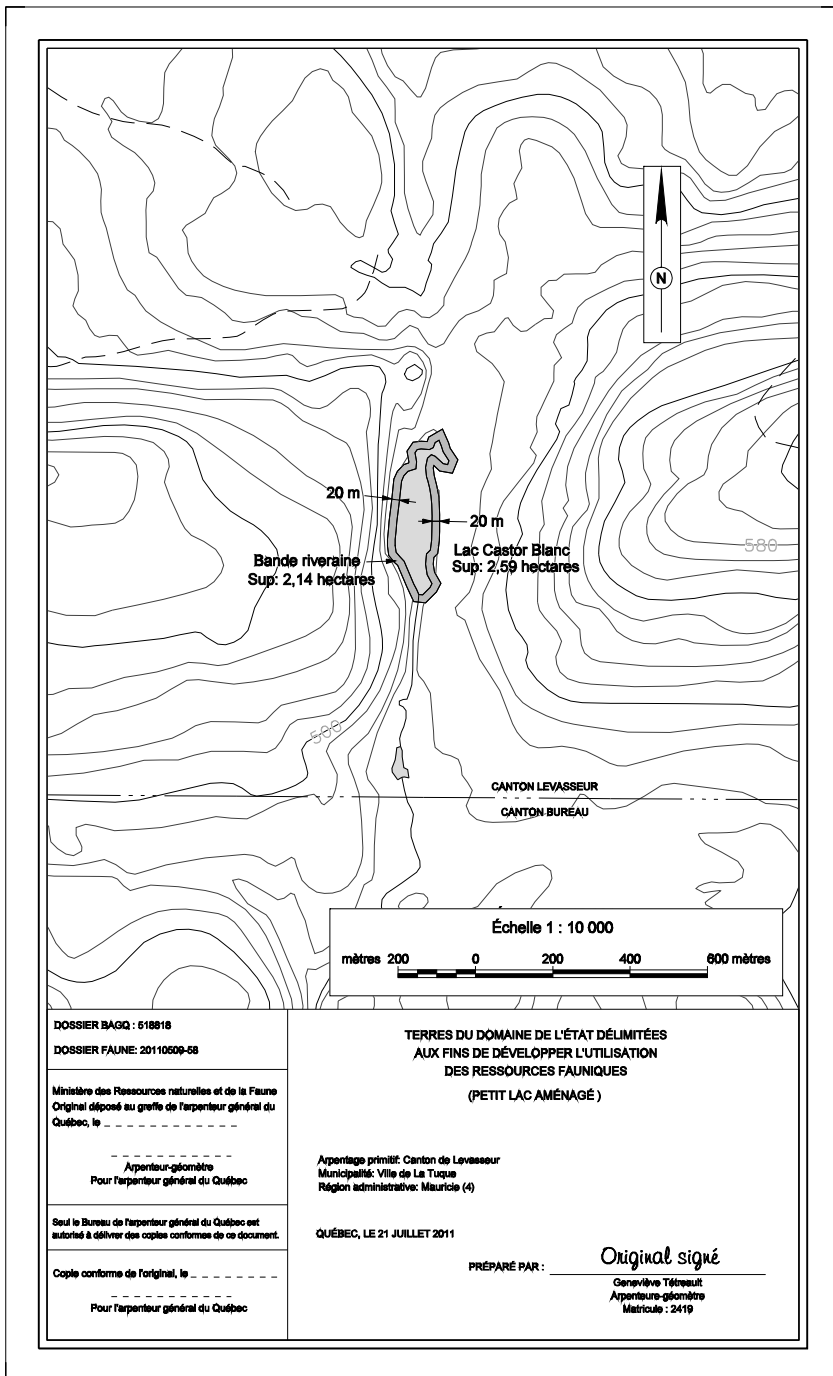 N
20 m
20 m
Bande riveraine
Sup: 2,14 hectares
Lac Castor Blanc
Sup: 2,59 hectares
580
500
CANTON LEVASSEUR
CANTON BUREAU
Échelle 1 : 10 000
mètres 200 0 200 400 600 mètres
DOSSIER BAGQ : 518818
DOSSIER FAUNE: 20110509-58
Ministère des Ressources naturelles et de la Faune
Original déposé au greffe de l'arpenteur général du
Québec, le _ _ _ _ _ _ _ _ _ _ _ _ _
Arpenteur-géomètre
Pour l'arpenteur général du Québec
Seul le Bureau de l'arpenteur général du Québec est
autorisé à délivrer des copies conformes de ce document.
Copie conforme de l'original, le _ _ _ _ _ _ _ _ _
Pour l'arpenteur général du Québec
TERRES DU DOMAINE DE L'ÉTAT DÉLIMITÉES
AUX FINS DE DÉVELOPPER L'UTILISATION
DES RESSOURCES FAUNIQUES
(PETIT LAC AMÉNAGÉ )
Arpentage primitif: Canton de Levasseur
Municipalité: Ville de La Tuque
Région administrative: Mauricie (4)
QUÉBEC, LE 21 JUILLET 2011
PRÉPARÉ PAR : Original signé
Geneviève Tétreault
Arpenteure-géomètre
Matricule : 2419